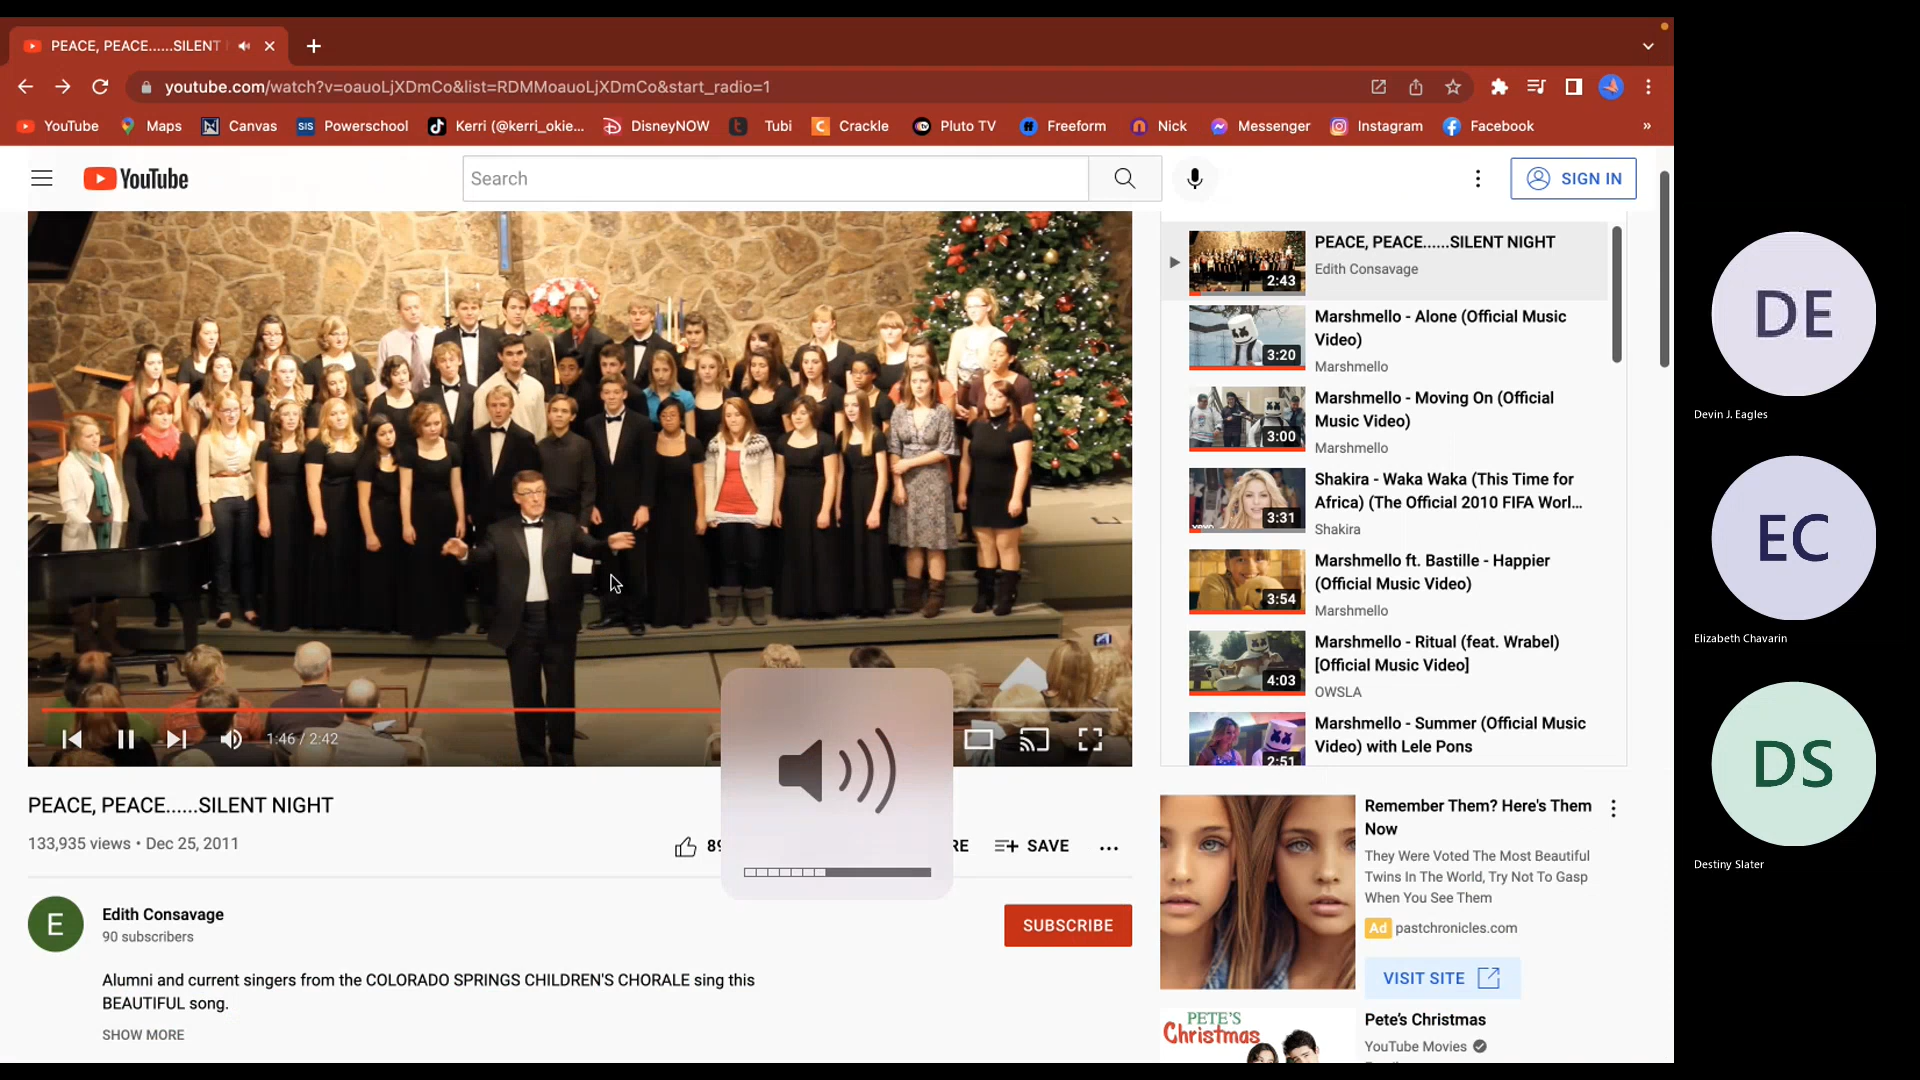 PEACE, PEACE......SILENT
youtube.com/watch?v=oauoLjXDmCo&list=RDMMoauoLjXDmCo&start_radio=1
YouTube Maps Canvas SIS Powerschool Kerri (@kerri_okie... DisneyNOW Tubi Crackle Pluto TV Freeform Nick Messenger Instagram Facebook »
YouTube
Search
SIGN IN
1:46 / 2:42
PEACE, PEACE......SILENT NIGHT
133,935 views • Dec 25, 2011
SAVE
E
Edith Consavage
90 subscribers
SUBSCRIBE
Alumni and current singers from the COLORADO SPRINGS CHILDREN'S CHORALE sing this
BEAUTIFUL song.
SHOW MORE
PEACE, PEACE......SILENT NIGHT
Edith Consavage
2:43
Marshmello - Alone (Official Music
Video)
3:20
Marshmello
Marshmello - Moving On (Official
Music Video)
3:00
Marshmello
Shakira - Waka Waka (This Time for
Africa) (The Official 2010 FIFA Worl...
vevo
3:31
Shakira
Marshmello ft. Bastille - Happier
(Official Music Video)
3:54
Marshmello
Marshmello - Ritual (feat. Wrabel)
[Official Music Video]
4:03
OWSLA
Marshmello - Summer (Official Music
Video) with Lele Pons
2:51
Remember Them? Here's Them
Now
They Were Voted The Most Beautiful
Twins In The World, Try Not To Gasp
When You See Them
Ad pastchronicles.com
VISIT SITE
PETE'S
Christmas
Pete's Christmas
YouTube Movies
DE
Devin J. Eagles
EC
Elizabeth Chavarin
DS
Destiny Slater